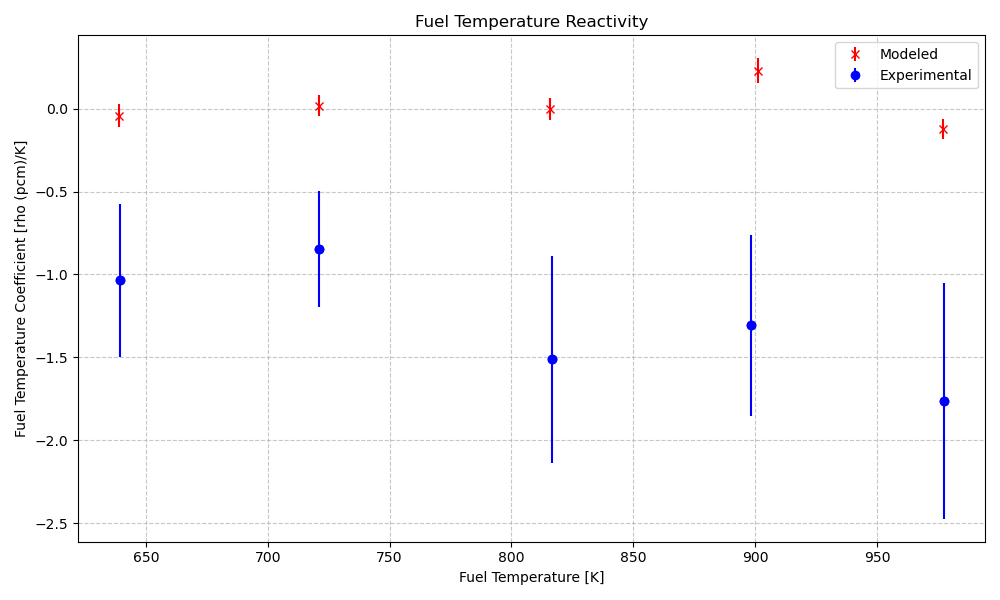 Fuel Temperature Reactivity
Modeled
Experimental
Fuel Temperature Coefficient [rho (pcm)/K]
0.0
−0.5
−1.0
−1.5
−2.0
−2.5
650 700 750 800 850 900 950
Fuel Temperature [K]